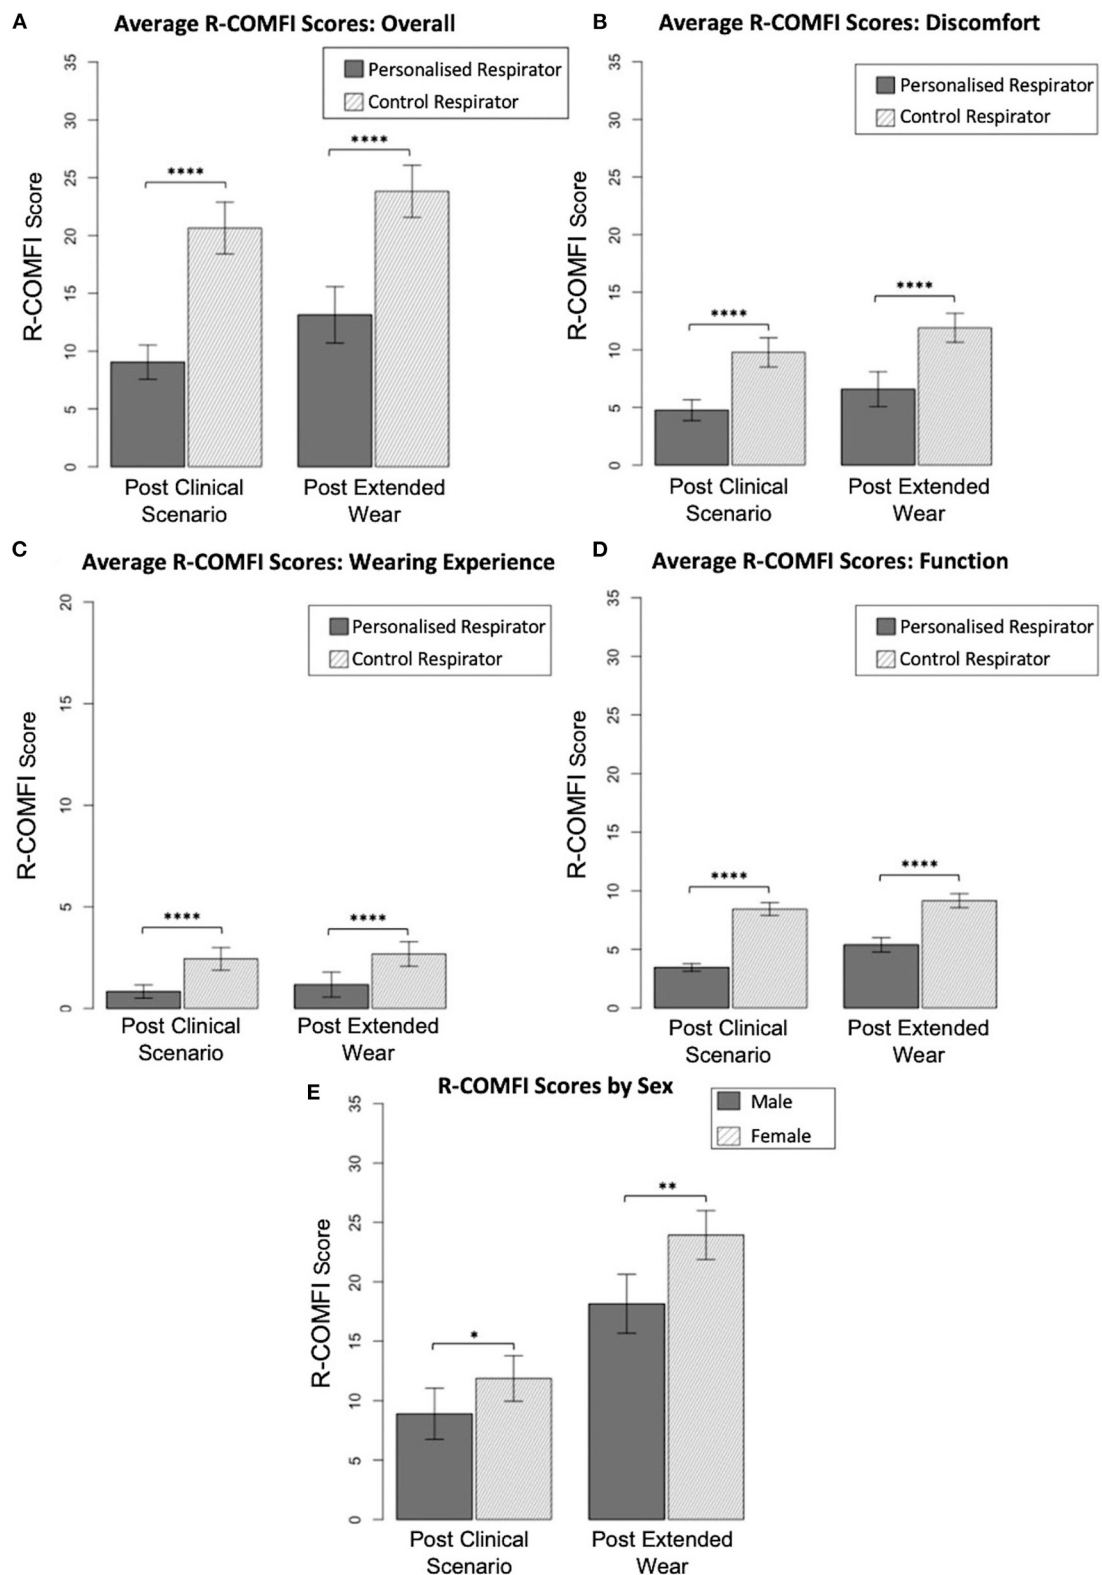 A
Average R-COMFI Scores: Overall
Personalised Respirator
Control Respirator
R-COMFI Score
35
30
25
20
15
10
5
0
****
****
Post Clinical
Scenario
Post Extended
Wear
B
Average R-COMFI Scores: Discomfort
Personalised Respirator
Control Respirator
R-COMFI Score
35
30
25
20
15
10
5
0
****
****
Post Clinical
Scenario
Post Extended
Wear
C
Average R-COMFI Scores: Wearing Experience
Personalised Respirator
Control Respirator
R-COMFI Score
20
15
10
5
0
****
****
Post Clinical
Scenario
Post Extended
Wear
D
Average R-COMFI Scores: Function
Personalised Respirator
Control Respirator
R-COMFI Score
35
30
25
20
15
10
5
0
****
****
Post Clinical
Scenario
Post Extended
Wear
E
R-COMFI Scores by Sex
Male
Female
R-COMFI Score
35
30
25
20
15
10
5
0
*
**
Post Clinical
Scenario
Post Extended
Wear